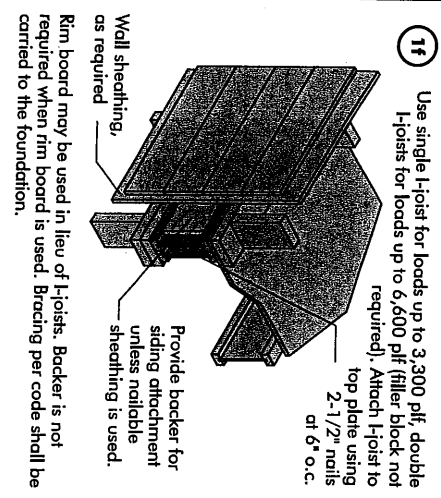 1f
Use single I-joist for loads up to 3,300 plf, double
I-joists for loads up to 6,600 plf (filler block not
required). Attach I-joist to
top plate using
2-1/2" nails
at 6" o.c.
Wall sheathing,
as required
Provide backer for
siding attachment
unless nailable
sheathing is used.
Rim board may be used in lieu of I-joists. Backer is not
required when rim board is used. Bracing per code shall be
carried to the foundation.